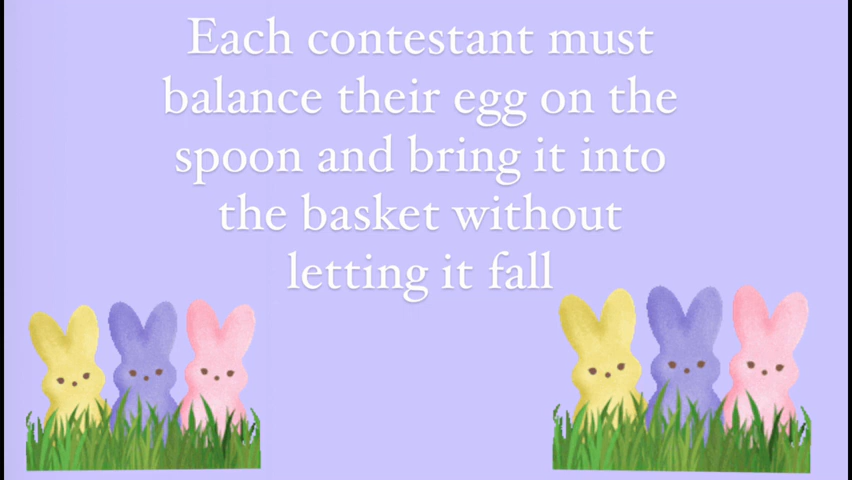 Each contestant must
balance their egg on the
spoon and bring it into
the basket without
letting it fall